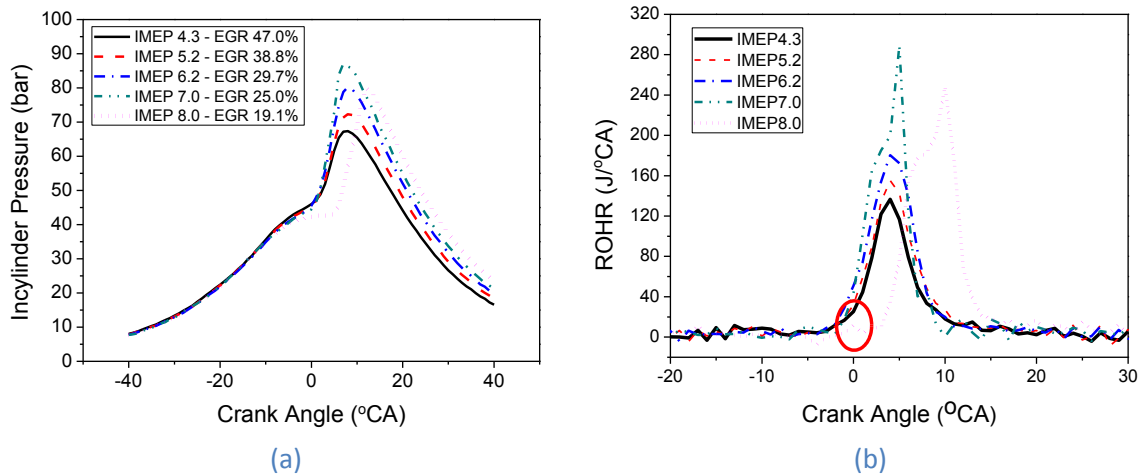 100
90
80
70
60
50
40
30
20
10
0
Incylinder Pressure (bar)
IMEP 4.3 - EGR 47.0%
IMEP 5.2 - EGR 38.8%
IMEP 6.2 - EGR 29.7%
IMEP 7.0 - EGR 25.0%
IMEP 8.0 - EGR 19.1%
-40 -20 0 20 40
Crank Angle (ºCA)
(a)
320
280
240
200
160
120
80
40
0
ROHR (J/ºCA)
IMEP4.3
IMEP5.2
IMEP6.2
IMEP7.0
IMEP8.0
-20 -10 0 10 20 30
Crank Angle (ºCA)
(b)